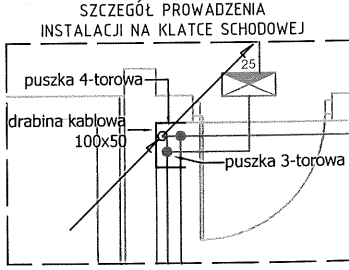 SZCZEGÓŁ PROWADZENIA
INSTALACJI NA KLATCE SCHODOWEJ
25
puszka 4-torowa
drabina kablowa
100x50
puszka 3-torowa